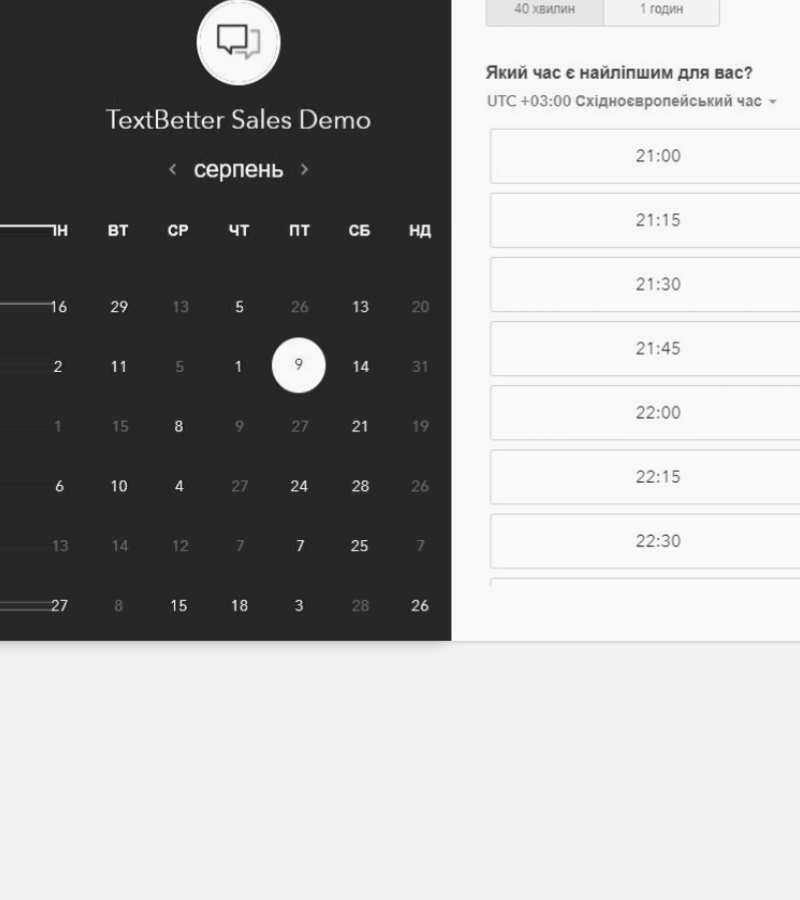 TextBetter Sales Demo
‹ серпень ›
ПН ВТ СР ЧТ ПТ СБ НД
16 29 13 5 26 13 20
2 11 5 1 9 14 31
1 15 8 9 27 21 19
6 10 4 27 24 28 26
13 14 12 7 7 25 7
27 8 15 18 3 28 26
40 хвилин 1 годин
Який час є найліпшим для вас?
UTC +03:00 Східноєвропейський час
21:00
21:15
21:30
21:45
22:00
22:15
22:30